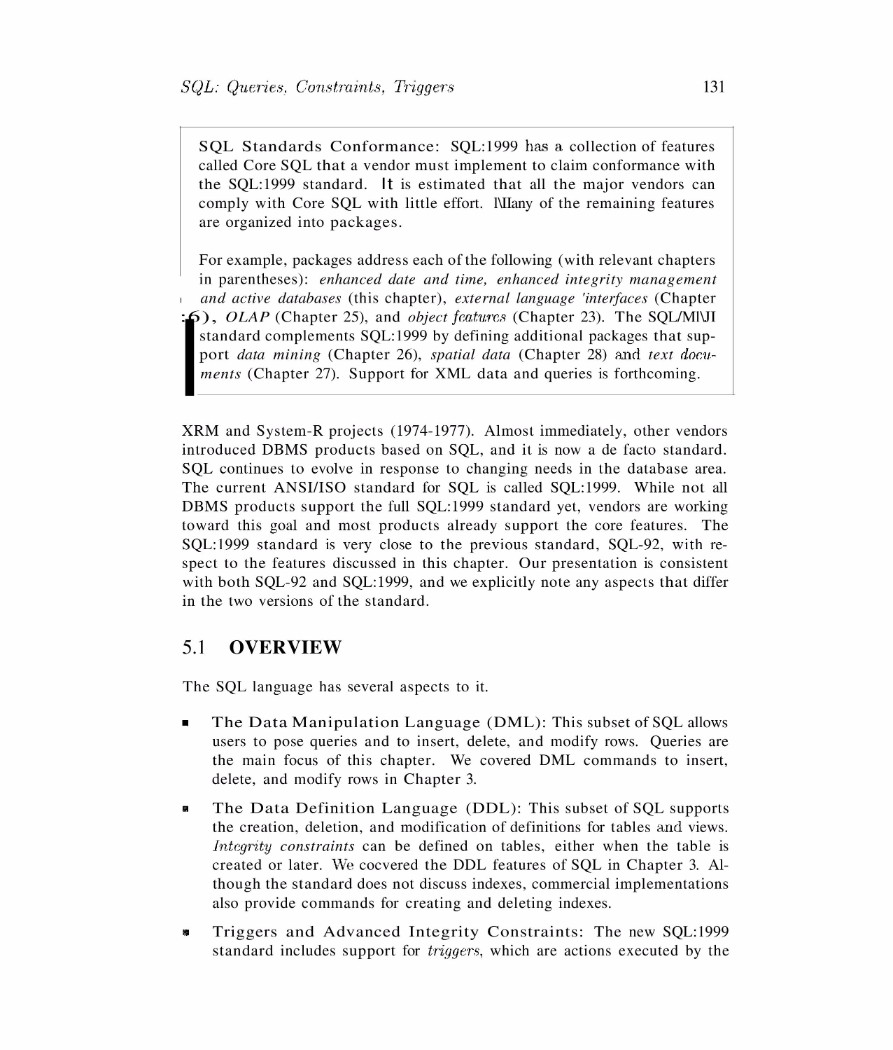 SQL: Queries, Constraints, Triggers 131
SQL Standards Conformance: SQL:1999 has a collection of features
called Core SQL that a vendor must implement to claim conformance with
the SQL:1999 standard. It is estimated that all the major vendors can
comply with Core SQL with little effort. l\IIany of the remaining features
are organized into packages.
For example, packages address each of the following (with relevant chapters
in parentheses): enhanced date and time, enhanced integrity management
and active databases (this chapter), external language 'interfaces (Chapter
:6), OLAP (Chapter 25), and object features (Chapter 23). The SQL/Ml\JI
standard complements SQL:1999 by defining additional packages that sup-
port data mining (Chapter 26), spatial data (Chapter 28) and text docu-
ments (Chapter 27). Support for XML data and queries is forthcoming.
XRM and System-R projects (1974-1977). Almost immediately, other vendors
introduced DBMS products based on SQL, and it is now a de facto standard.
SQL continues to evolve in response to changing needs in the database area.
The current ANSI/ISO standard for SQL is called SQL:1999. While not all
DBMS products support the full SQL:1999 standard yet, vendors are working
toward this goal and most products already support the core features. The
SQL:1999 standard is very close to the previous standard, SQL-92, with re-
spect to the features discussed in this chapter. Our presentation is consistent
with both SQL-92 and SQL:1999, and we explicitly note any aspects that differ
in the two versions of the standard.
5.1 OVERVIEW
The SQL language has several aspects to it.
■ The Data Manipulation Language (DML): This subset of SQL allows
users to pose queries and to insert, delete, and modify rows. Queries are
the main focus of this chapter. We covered DML commands to insert,
delete, and modify rows in Chapter 3.
■ The Data Definition Language (DDL): This subset of SQL supports
the creation, deletion, and modification of definitions for tables and views.
Integrity constraints can be defined on tables, either when the table is
created or later. We cocvered the DDL features of SQL in Chapter 3. Al-
though the standard does not discuss indexes, commercial implementations
also provide commands for creating and deleting indexes.
■ Triggers and Advanced Integrity Constraints: The new SQL:1999
standard includes support for triggers, which are actions executed by the